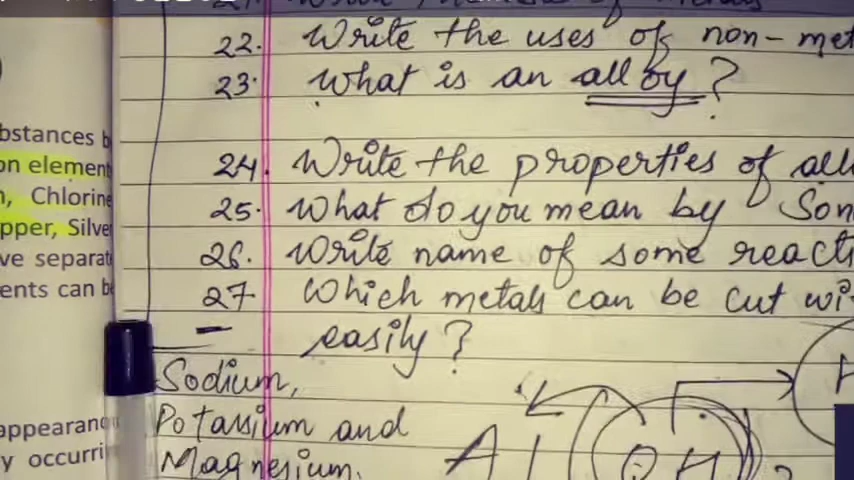 22. Write the uses of non-met
23. What is an alloy?
24. Write the properties of all
25. What do you mean by Son
26. Write name of some reacti
27 Which metals can be cut wi
easily?
Sodium,
Potassium and
Magnesium.
Al OH
bstances b
on element
n, Chlorine
pper, Silve
ve separat
ents can b
appearanc
y occurri